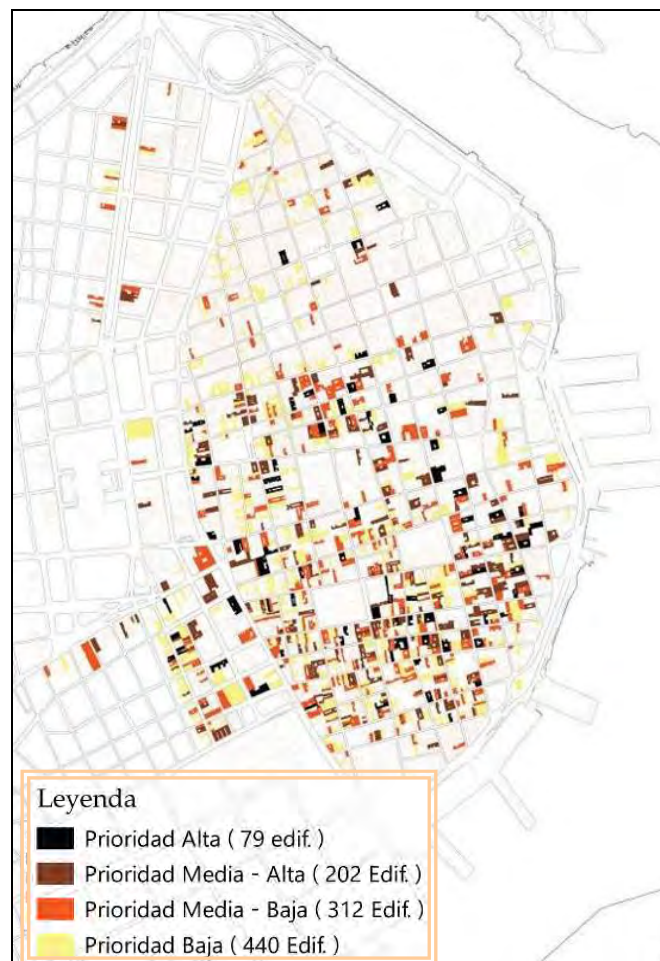 Leyenda
Prioridad Alta ( 79 edif. )
Prioridad Media - Alta ( 202 Edif. )
Prioridad Media - Baja ( 312 Edif. )
Prioridad Baja ( 440 Edif. )